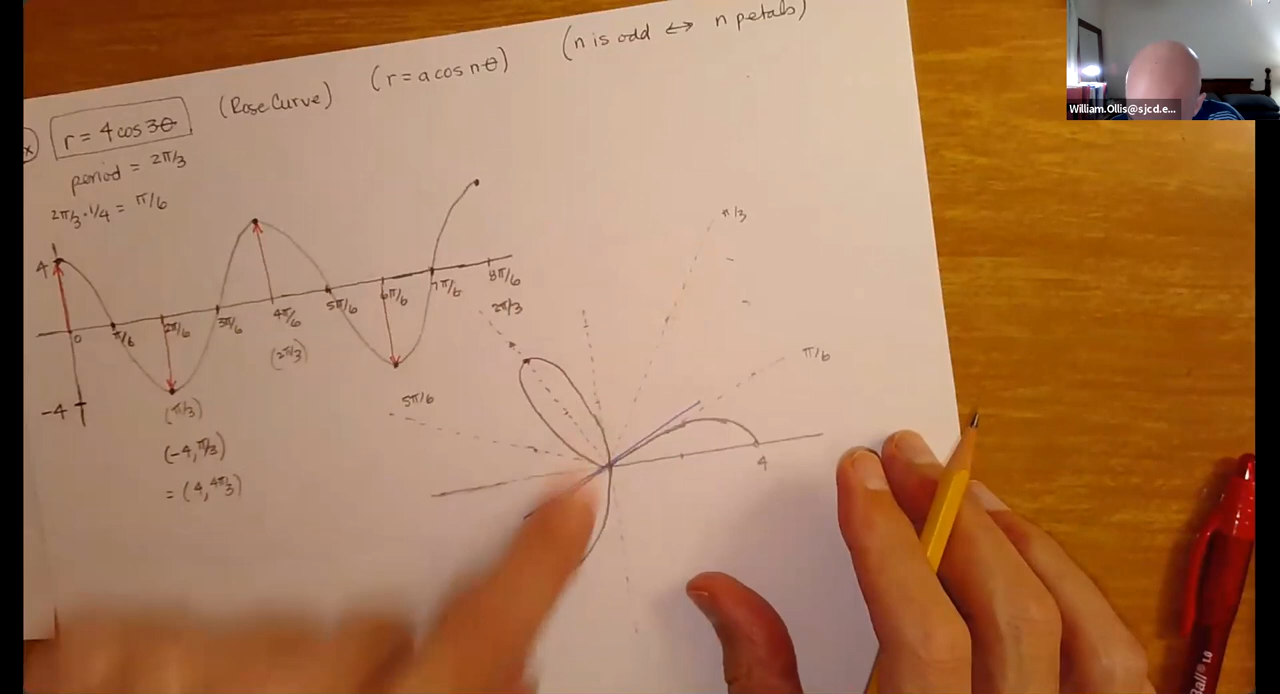 (n is odd ↔ n petals)
(r = a cos nθ)
(Rose Curve)
r = 4 cos 3θ
period = 2π/3
2π/3 · 1/4 = π/6
4
-4
0
π/6
2π/6
3π/6
4π/6
5π/6
6π/6
7π/6
8π/6
(2π/3)
(π/3)
(-4, π/3)
= (4, 4π/3)
2π/3
π/3
π/6
5π/6
4
William.Ollis@sjcd.e...
1.0